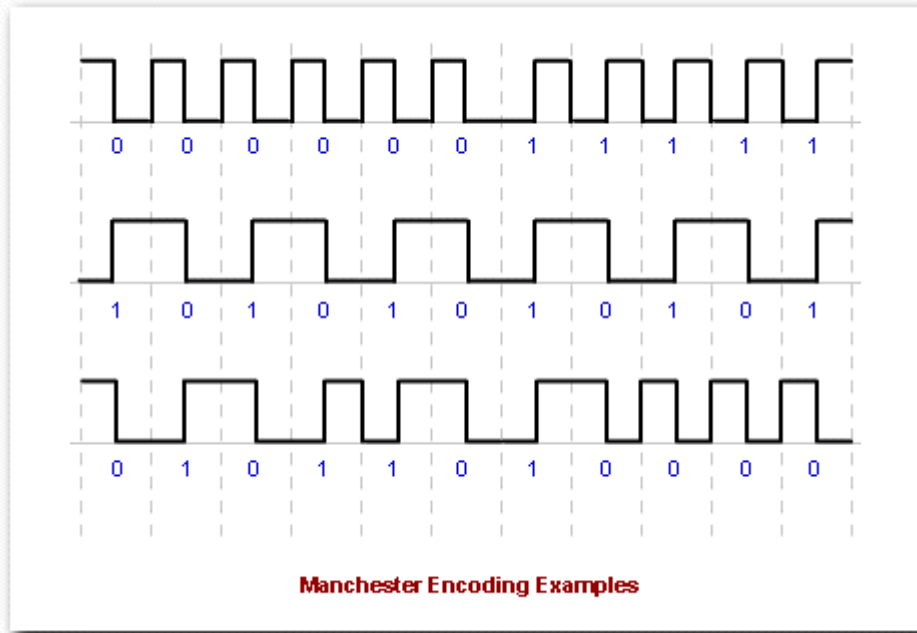 0 0 0 0 0 0 1 1 1 1 1
1 0 1 0 1 0 1 0 1 0 1
0 1 0 1 1 0 1 0 0 0 0
Manchester Encoding Examples